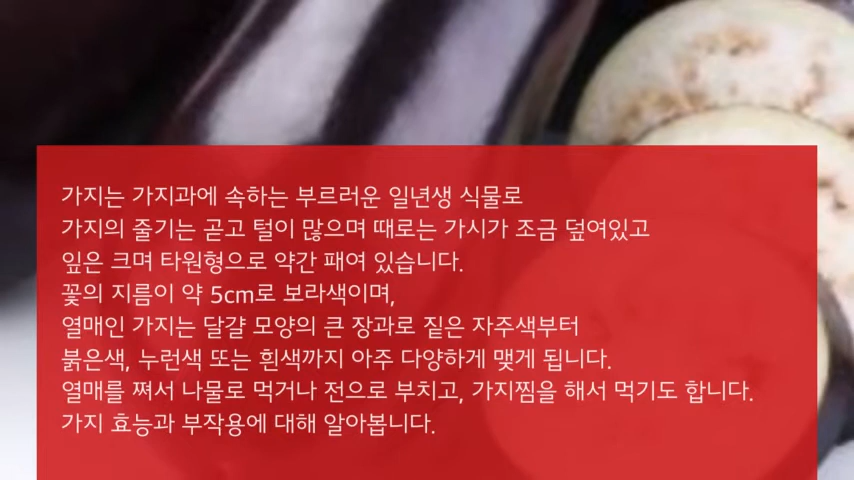 가지는 가지과에 속하는 부르러운 일년생 식물로
가지의 줄기는 곧고 털이 많으며 때로는 가시가 조금 덮여있고
잎은 크며 타원형으로 약간 패여 있습니다.
꽃의 지름이 약 5cm로 보라색이며,
열매인 가지는 달걀 모양의 큰 장과로 짙은 자주색부터
붉은색, 누런색 또는 흰색까지 아주 다양하게 맺게 됩니다.
열매를 쪄서 나물로 먹거나 전으로 부치고, 가지찜을 해서 먹기도 합니다.
가지 효능과 부작용에 대해 알아봅니다.